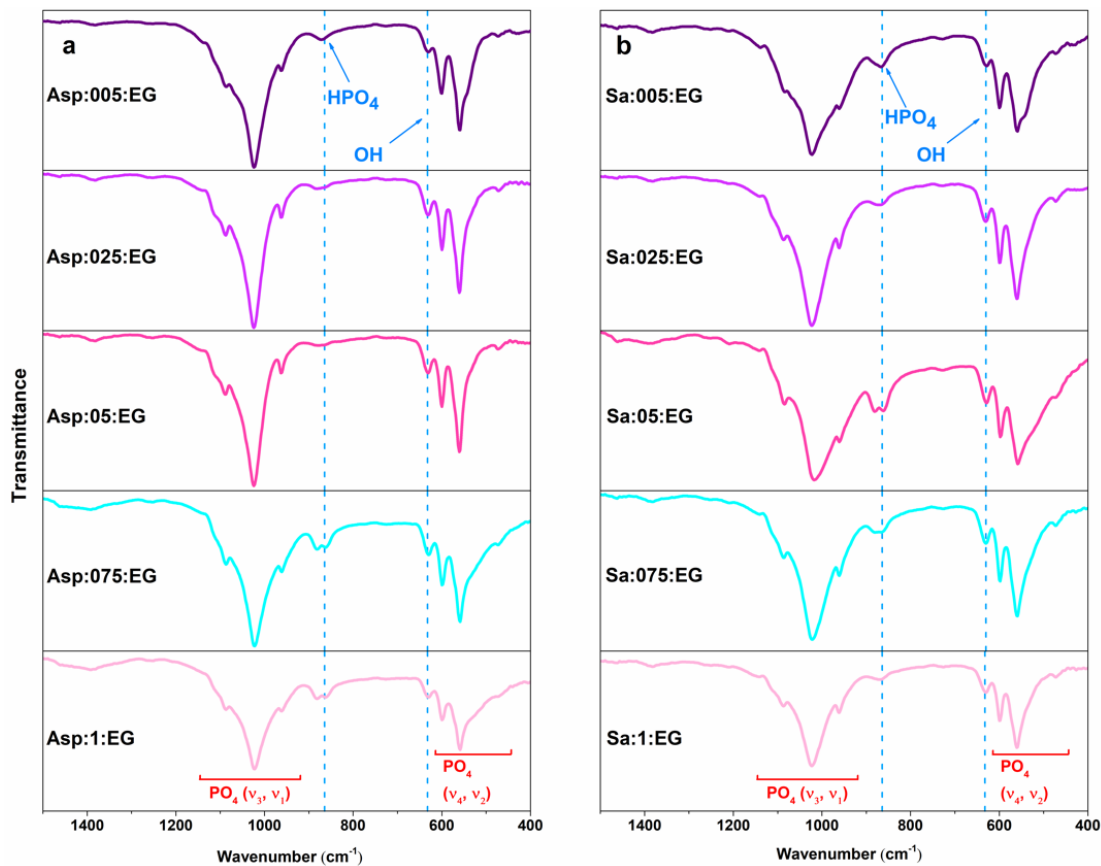 a
Asp:005:EG
HPO₄
OH
Asp:025:EG
Asp:05:EG
Asp:075:EG
Asp:1:EG
PO₄ (ν₃, ν₁)
PO₄
(ν₄, ν₂)
1400 1200 1000 800 600 400
Wavenumber (cm⁻¹)
Transmittance
b
Sa:005:EG
HPO₄
OH
Sa:025:EG
Sa:05:EG
Sa:075:EG
Sa:1:EG
PO₄ (ν₃, ν₁)
PO₄
(ν₄, ν₂)
1400 1200 1000 800 600 400
Wavenumber (cm⁻¹)